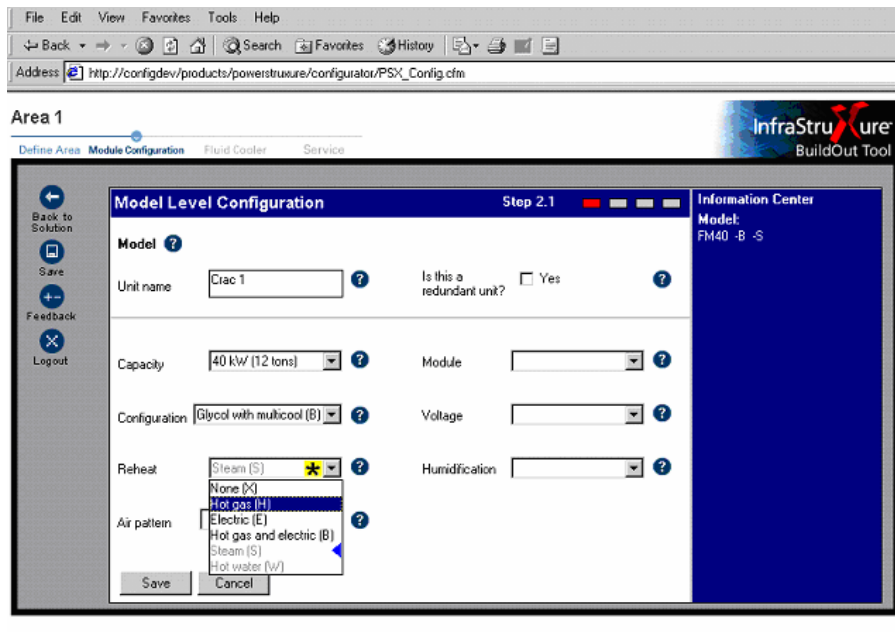 File Edit View Favorites Tools Help
Back Search Favorites History
Address http://configdev/products/powerstruxure/configurator/PSX_Config.cfm
Area 1
InfraStruXure
BuildOut Tool
Define Area Module Configuration Fluid Cooler Service
Back to
Solution
Save
Feedback
Logout
Model Level Configuration Step 2.1
Information Center
Model:
FM40 -B -S
Model ?
Unit name Crac 1 ? Is this a
redundant unit? Yes ?
Capacity 40 kW (12 tons) ? Module ?
Configuration Glycol with multicool (B) ? Voltage ?
Reheat Steam (S) * ? Humidification ?
None (X)
Hot gas (H)
Air pattern Electric (E) ?
Hot gas and electric (B)
Steam (S)
Hot water (W)
Save Cancel